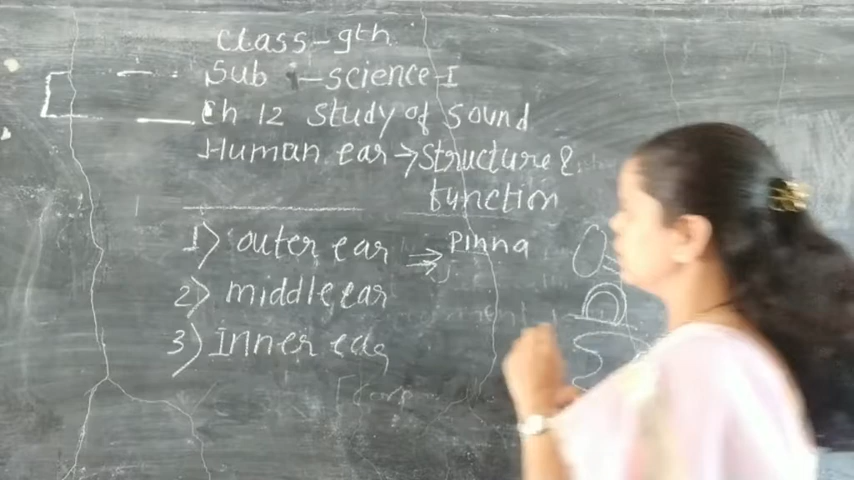 Class-9th
Sub :-science-I
Ch 12 Study of Sound
Human ear → Structure &
function
1) outer ear ⇒ Pinna
2) middle ear
3) Inner ear